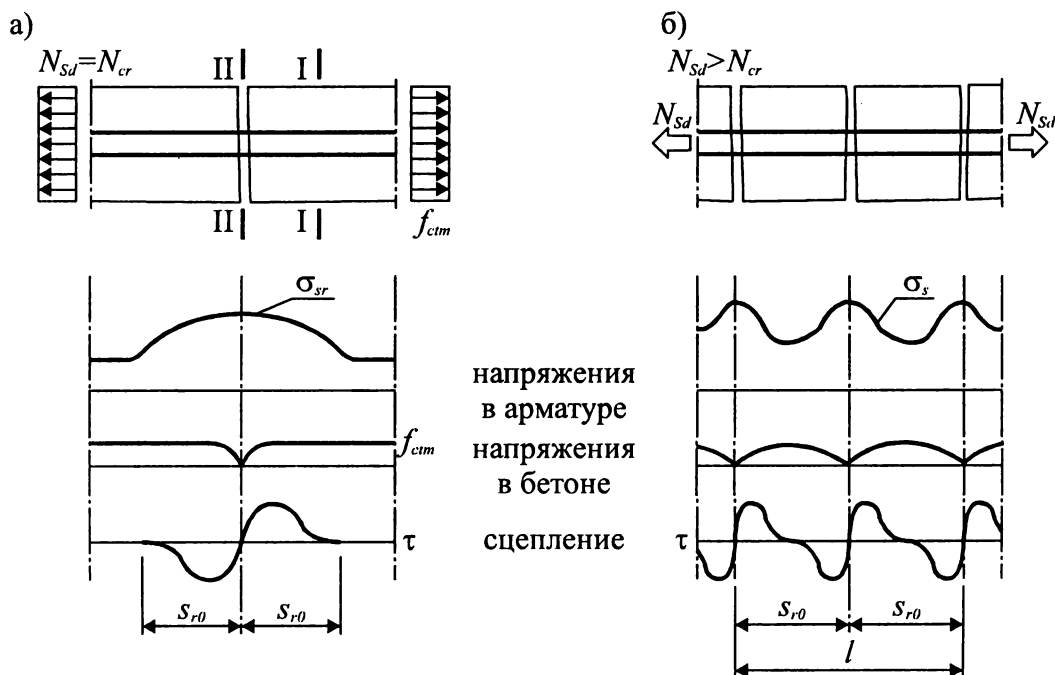 а)
N_Sd=N_cr
II I
II I
f_ctm
б)
N_Sd>N_cr
N_Sd
N_Sd
σ_sr
σ_s
напряжения
в арматуре
f_ctm
напряжения
в бетоне
τ
сцепление
τ
s_r0 s_r0
s_r0 s_r0
l